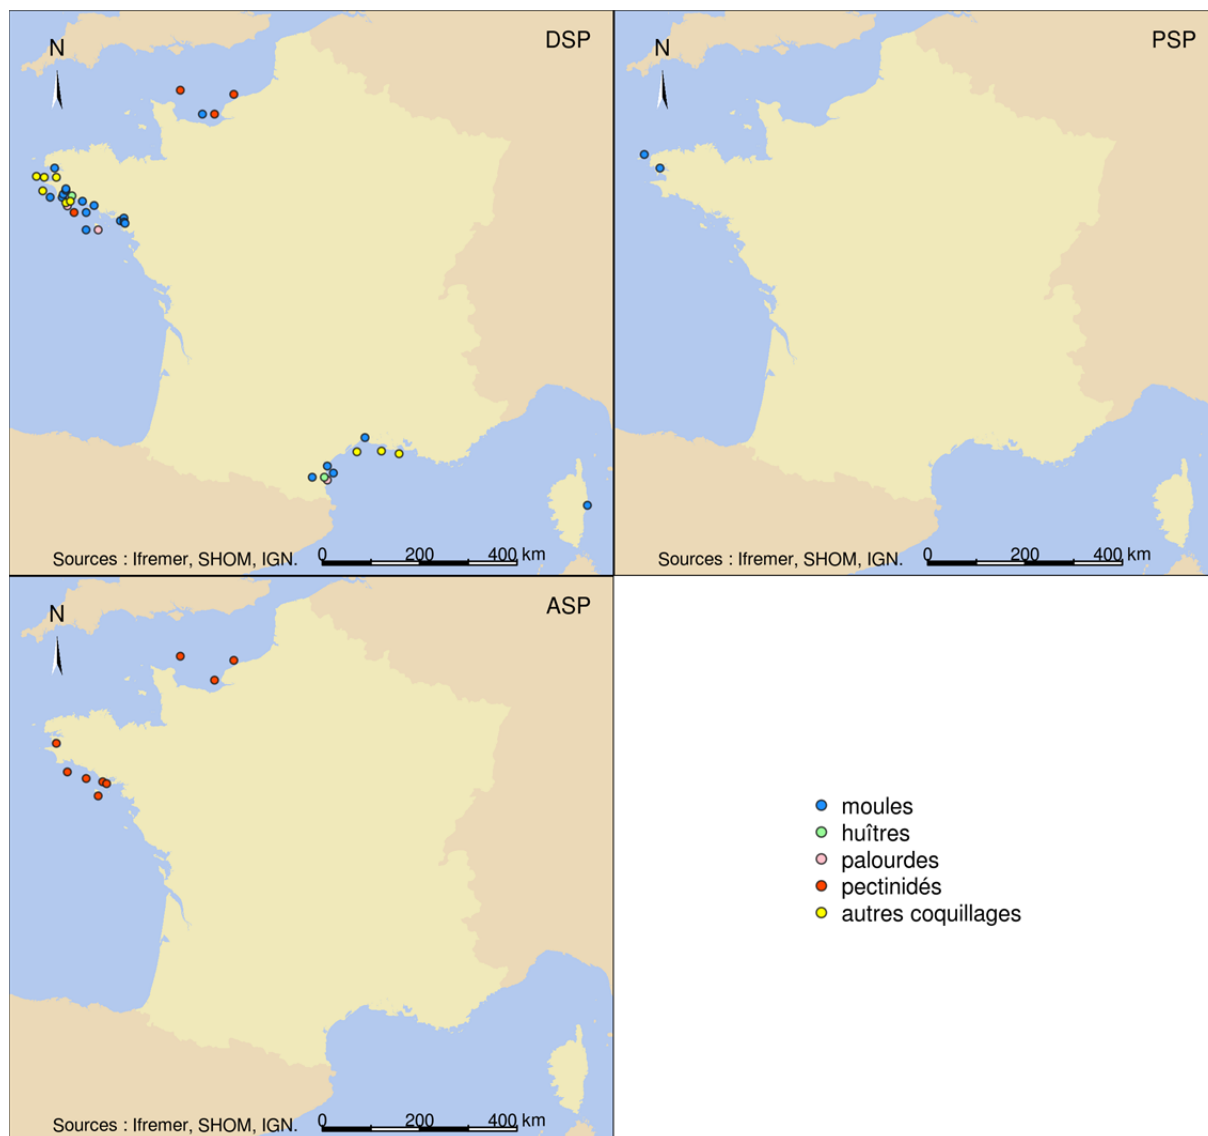 DSP
N
Sources : Ifremer, SHOM, IGN.
0 200 400 km
PSP
N
Sources : Ifremer, SHOM, IGN.
0 200 400 km
ASP
N
Sources : Ifremer, SHOM, IGN.
0 200 400 km
moules
huîtres
palourdes
pectinidés
autres coquillages